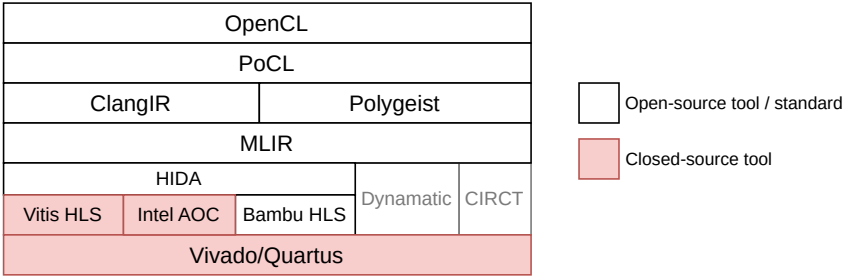 OpenCL
PoCL
ClangIR
Polygeist
MLIR
HIDA
Dynamatic
CIRCT
Vitis HLS
Intel AOC
Bambu HLS
Vivado/Quartus
Open-source tool / standard
Closed-source tool